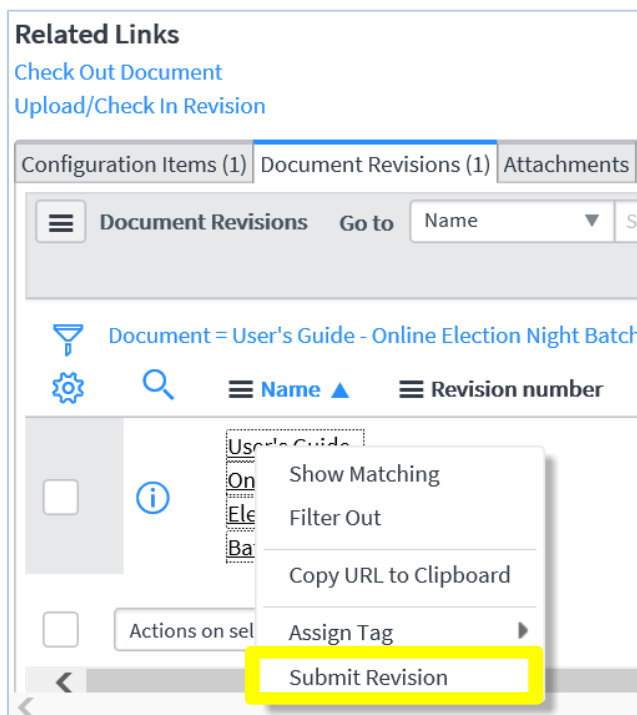 Related Links
Check Out Document
Upload/Check In Revision
Configuration Items (1) Document Revisions (1) Attachments
Document Revisions Go to Name
Document = User's Guide - Online Election Night Batch
Name Revision number
User's Guide
Show Matching
Filter Out
Copy URL to Clipboard
Actions on sel
Assign Tag
Submit Revision